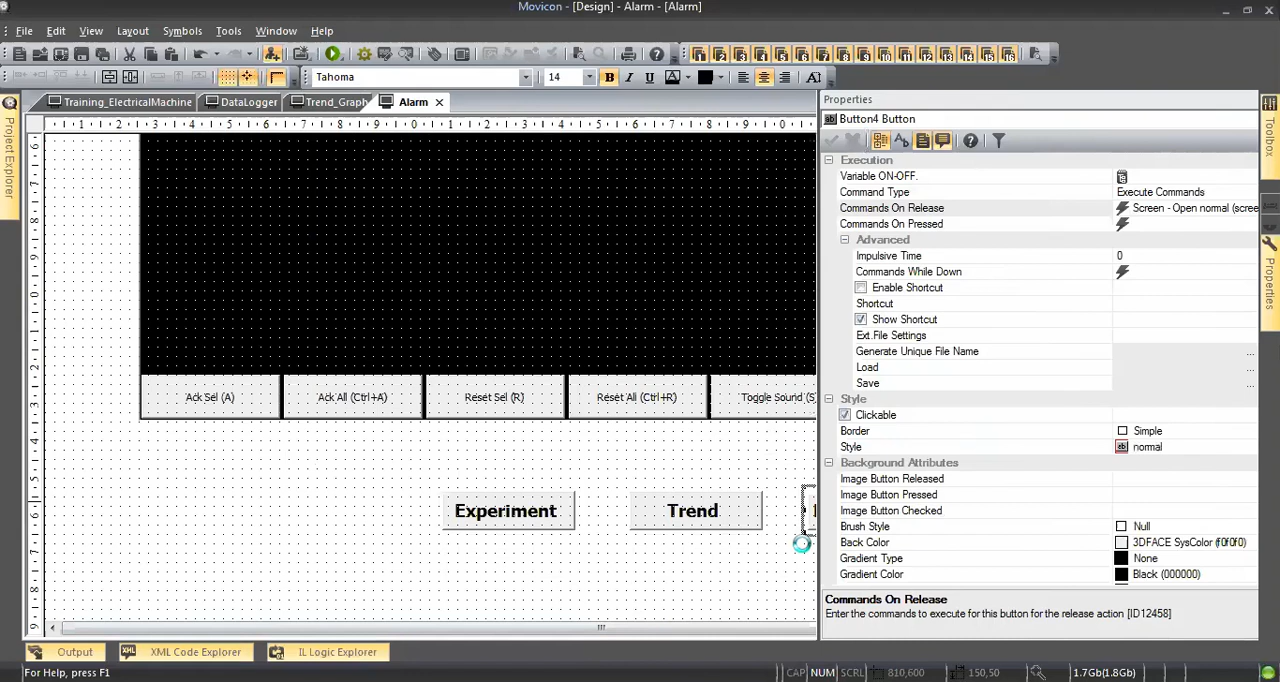 Movicon - [Design] - Alarm - [Alarm]
File Edit View Layout Symbols Tools Window Help
Tahoma 14 B I U A
Training_ElectricalMachine DataLogger Trend_Graph Alarm
Project Explorer
Ack Sel (A) Ack All (Ctrl+A) Reset Sel (R) Reset All (Ctrl+R) Toggle Sound (S)
Experiment Trend
Properties
Button4 Button
Execution
Variable ON-OFF.
Command Type Execute Commands
Commands On Release Screen - Open normal (scree
Commands On Pressed
Advanced
Impulsive Time 0
Commands While Down
Enable Shortcut
Shortcut
Show Shortcut
Ext.File Settings
Generate Unique File Name ...
Load ...
Save ...
Style
Clickable
Border Simple
Style normal
Background Attributes
Image Button Released
Image Button Pressed
Image Button Checked
Brush Style Null
Back Color 3DFACE SysColor (f0f0f0)
Gradient Type None
Gradient Color Black (000000)
Commands On Release
Enter the commands to execute for this button for the release action [ID12458]
Toolbox
Properties
Output XML Code Explorer IL Logic Explorer
For Help, press F1 CAP NUM SCRL 810,600 150,50 1.7Gb(1.8Gb)